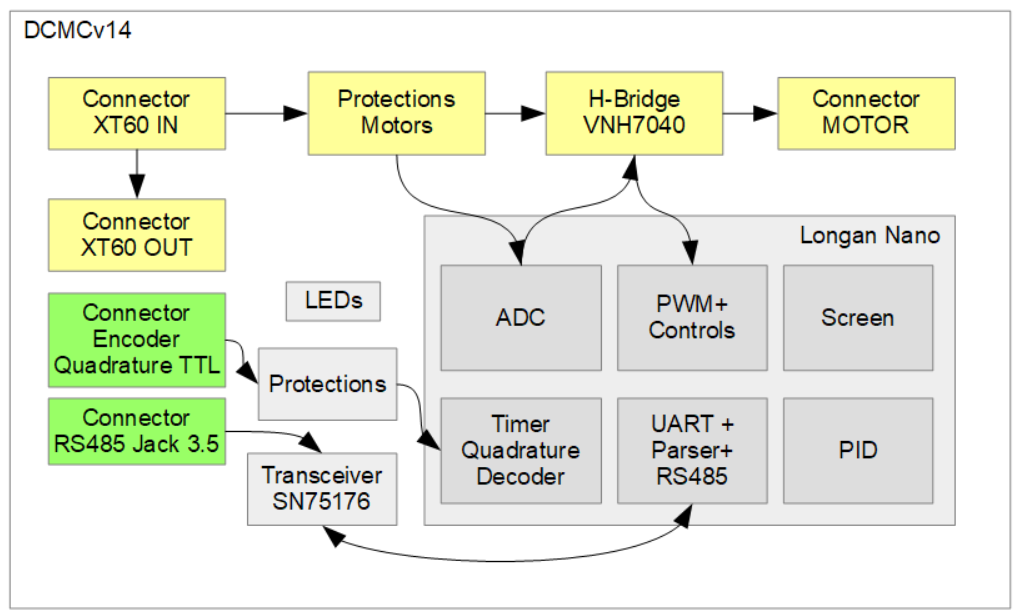 DCMCv14
Connector
XT60 IN
Protections
Motors
H-Bridge
VNH7040
Connector
MOTOR
Connector
XT60 OUT
Longan Nano
LEDs
ADC
PWM+
Controls
Screen
Connector
Encoder
Quadrature TTL
Protections
Connector
RS485 Jack 3.5
Timer
Quadrature
Decoder
UART +
Parser+
RS485
PID
Transceiver
SN75176